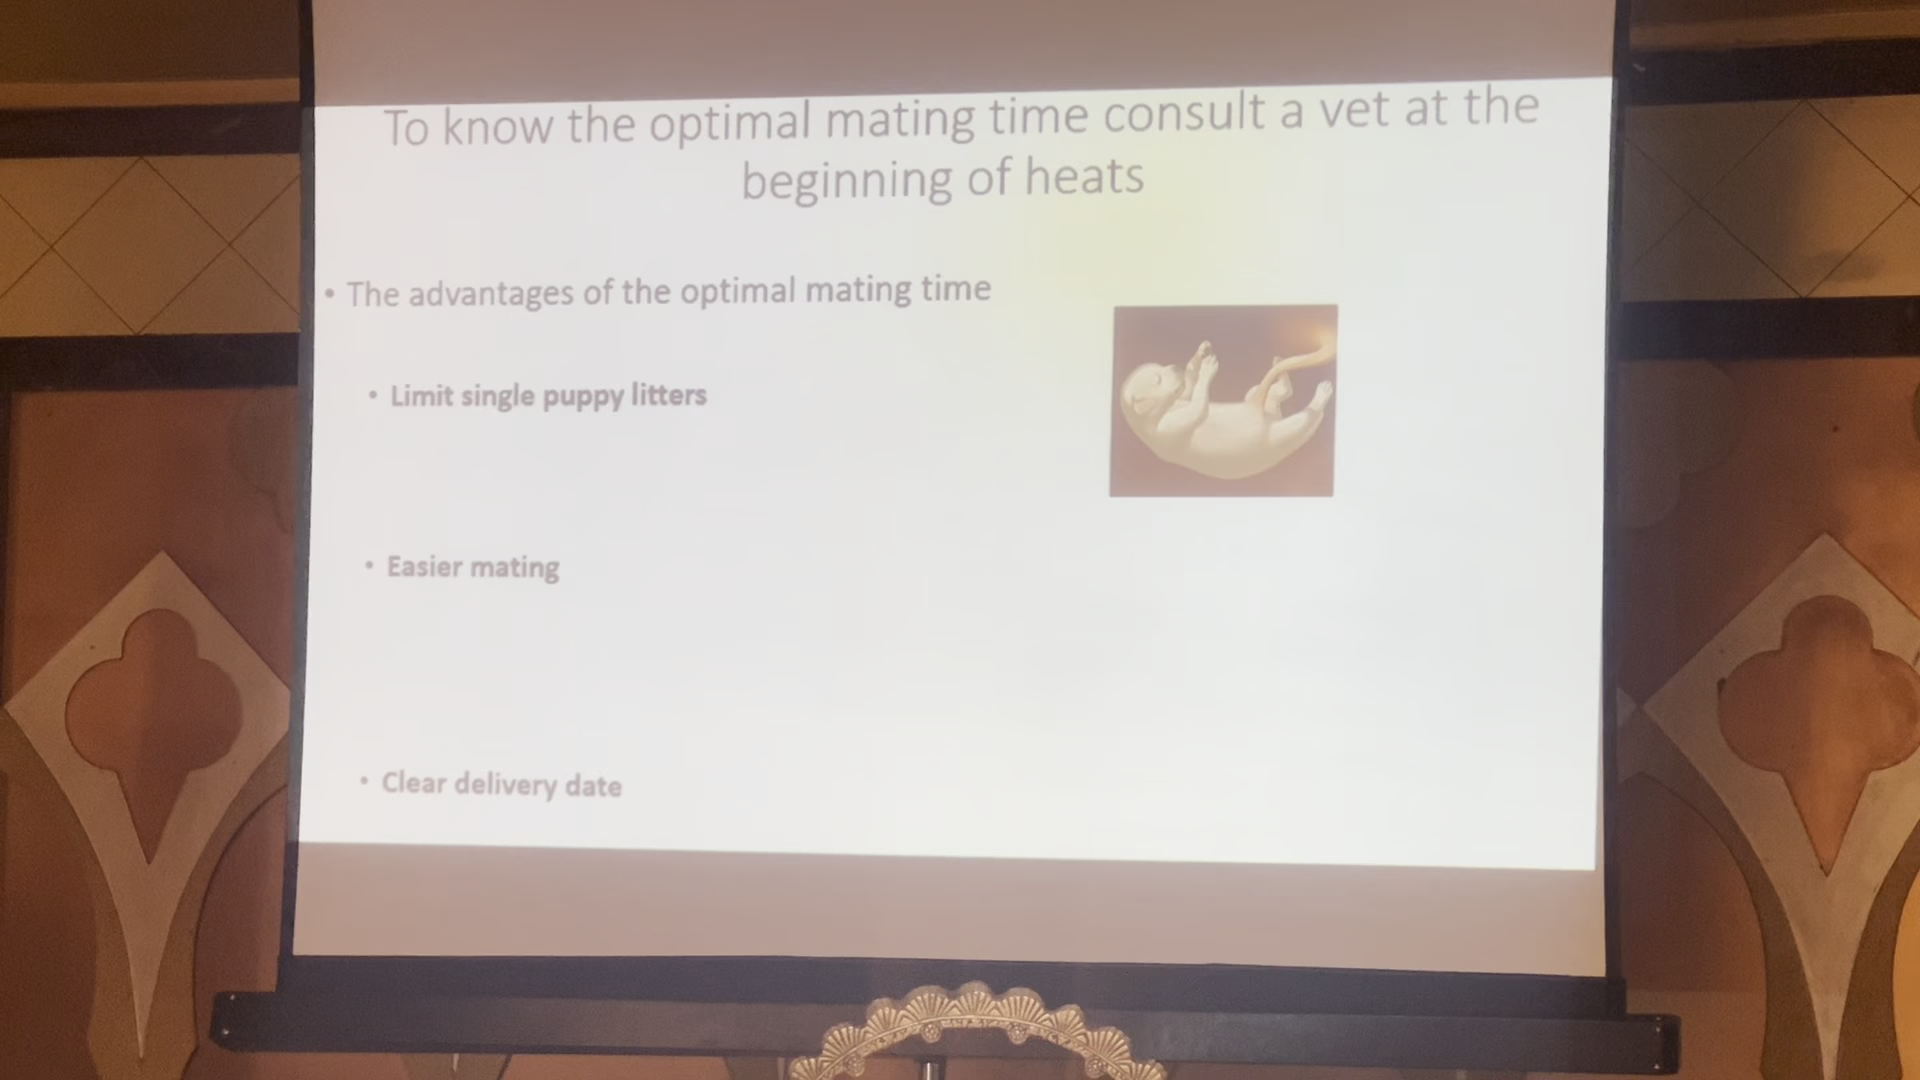 To know the optimal mating time consult a vet at the
beginning of heats
• The advantages of the optimal mating time
• Limit single puppy litters
• Easier mating
• Clear delivery date